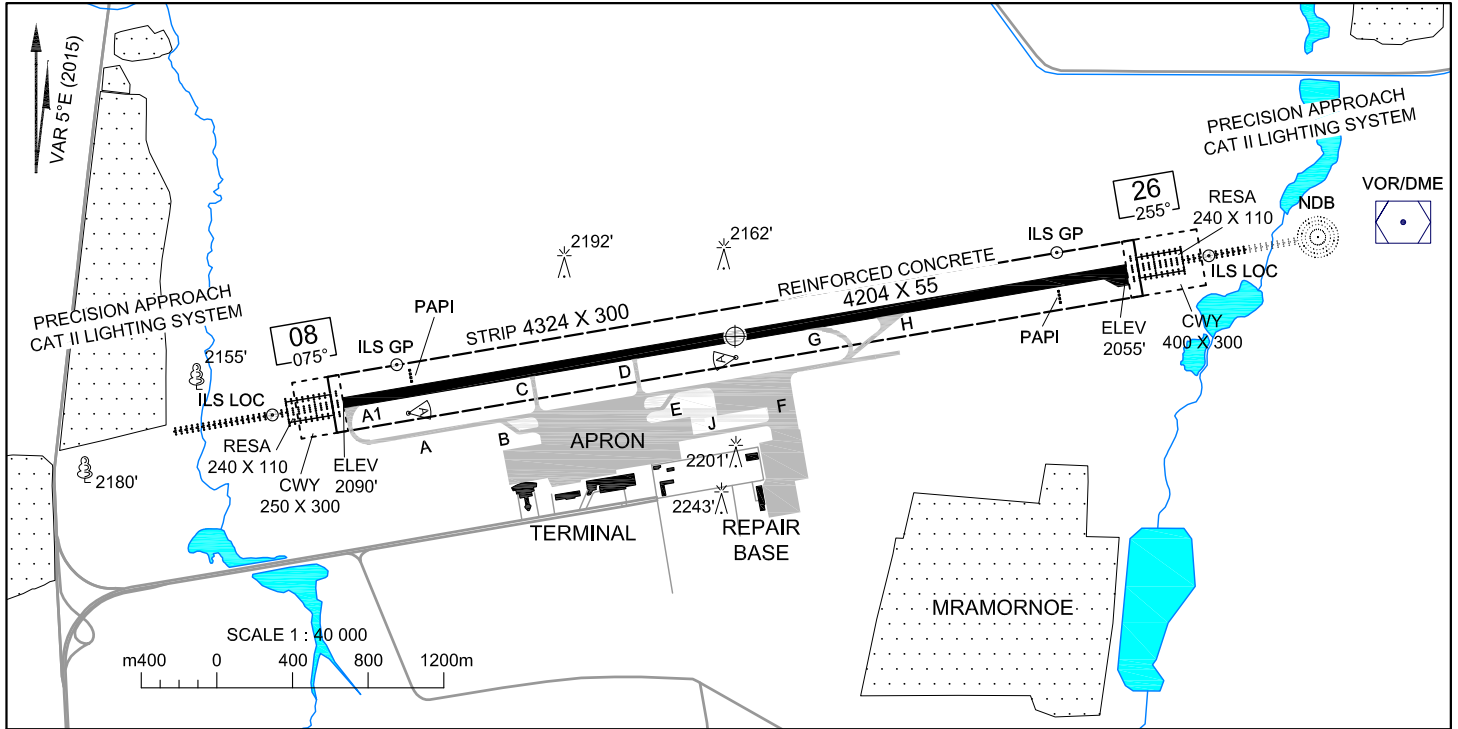 VAR 5°E (2015)
PRECISION APPROACH
CAT II LIGHTING SYSTEM
26
255°
RESA
240 X 110
NDB
VOR/DME
2192'
2162'
ILS GP
ILS LOC
REINFORCED CONCRETE
4204 X 55
STRIP 4324 X 300
PRECISION APPROACH
CAT II LIGHTING SYSTEM
08
075°
PAPI
ILS GP
2155'
ILS LOC
PAPI
ELEV
2055'
CWY
400 X 300
H
G
D
C
A1
A
B
E
J
F
APRON
2201'
2243'
RESA
240 X 110
ELEV
2090'
CWY
250 X 300
2180'
TERMINAL
REPAIR
BASE
MRAMORNOE
SCALE 1 : 40 000
m400 0 400 800 1200m